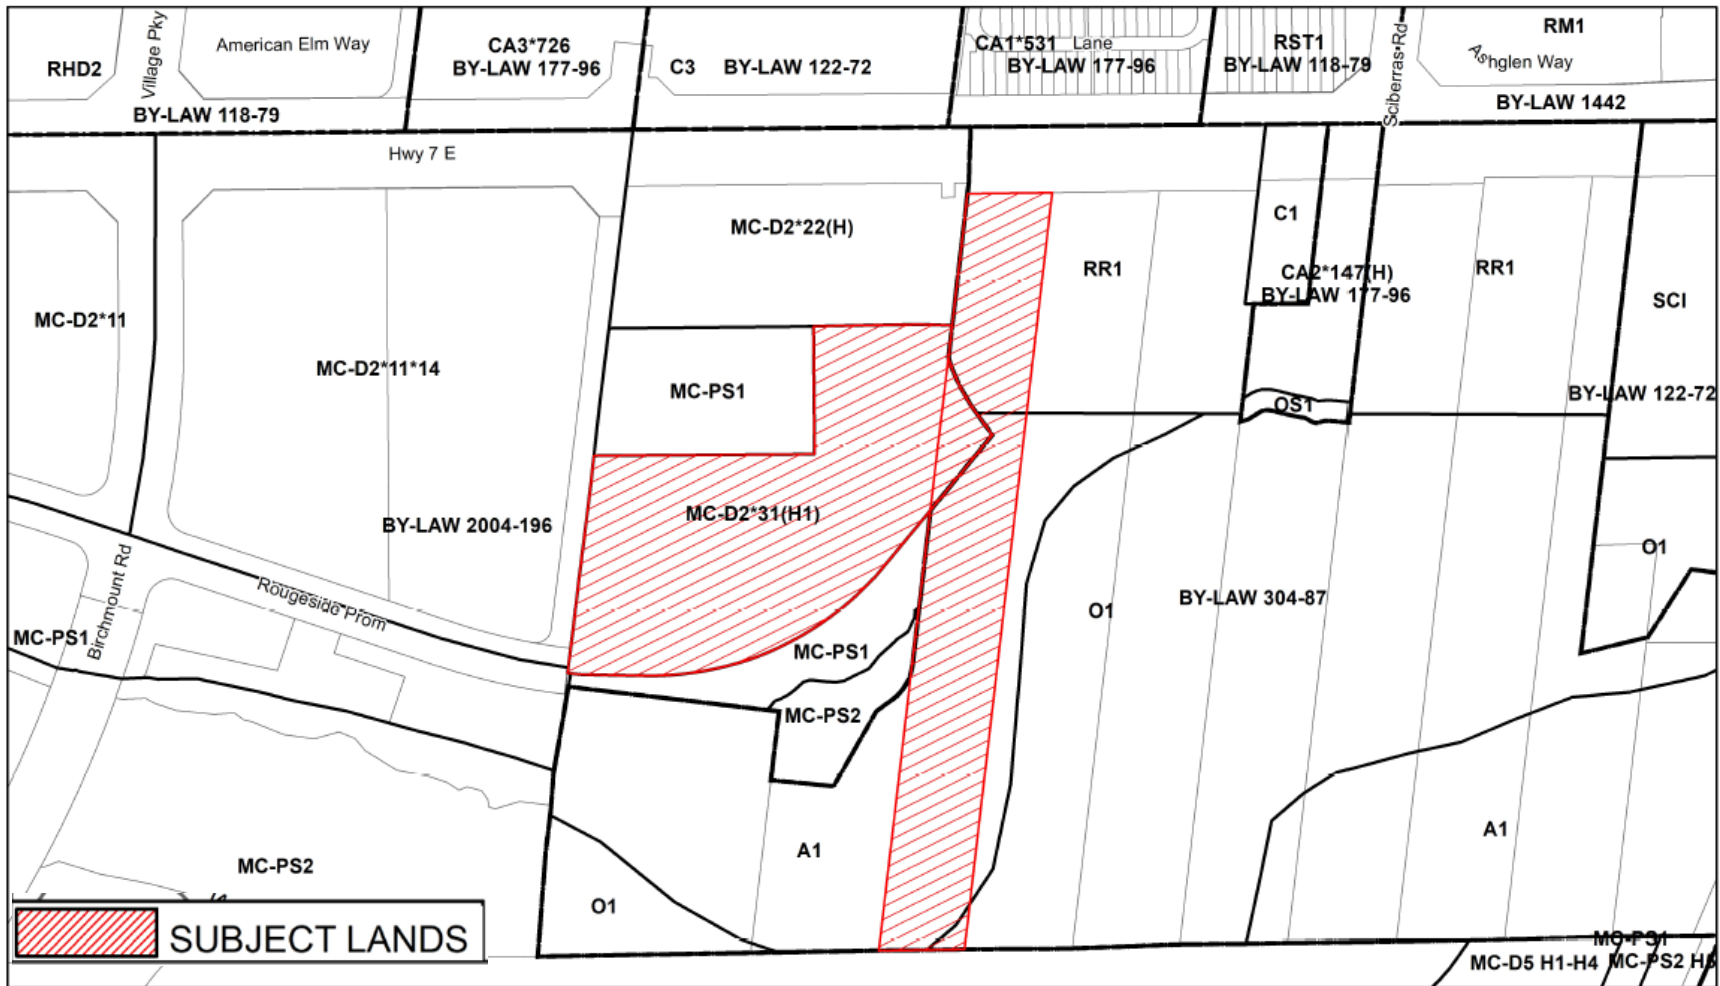 Village Pky
American Elm Way
RHD2
CA3*726
BY-LAW 177-96
C3
BY-LAW 122-72
CA1*531
Lane
BY-LAW 177-96
RST1
BY-LAW 118-79
Sciberras Rd
RM1
Ashglen Way
BY-LAW 118-79
BY-LAW 1442
Hwy 7 E
MC-D2*22(H)
C1
RR1
CA2*147(H)
BY-LAW 177-96
RR1
SCI
MC-D2*11
MC-D2*11*14
MC-PS1
BY-LAW 122-72
OS1
MC-D2*31(H1)
BY-LAW 2004-196
O1
Birchmount Rd
Rougeside Prom
O1
BY-LAW 304-87
MC-PS1
MC-PS1
MC-PS2
A1
A1
MC-PS2
O1
SUBJECT LANDS
MC-PS1
MC-D5 H1-H4
MC-PS2